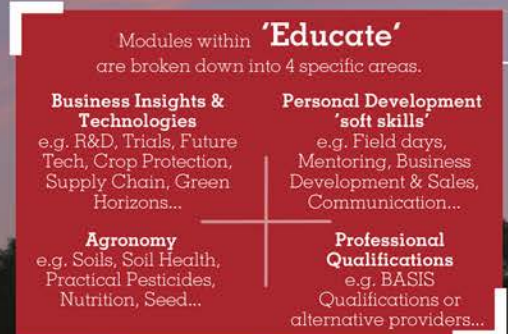 Modules within 'Educate'
are broken down into 4 specific areas.
Business Insights &
Technologies
e.g. R&D, Trials, Future
Tech, Crop Protection,
Supply Chain, Green
Horizons...
Personal Development
'soft skills'
e.g. Field days,
Mentoring, Business
Development & Sales,
Communication...
Agronomy
e.g. Soils, Soil Health,
Practical Pesticides,
Nutrition, Seed...
Professional
Qualifications
e.g. BASIS
Qualifications or
alternative providers...